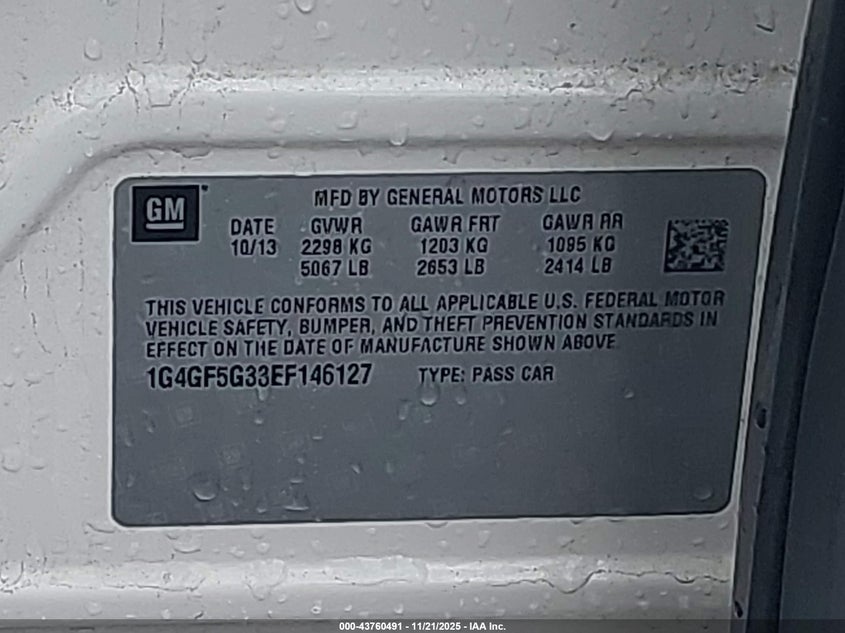 GM
MFD BY GENERAL MOTORS LLC
DATE GVWR GAWR FRT GAWR RR
10/13 2298 KG 1203 KG 1095 KG
5067 LB 2653 LB 2414 LB
THIS VEHICLE CONFORMS TO ALL APPLICABLE U.S. FEDERAL MOTOR
VEHICLE SAFETY, BUMPER, AND THEFT PREVENTION STANDARDS IN
EFFECT ON THE DATE OF MANUFACTURE SHOWN ABOVE
1G4GF5G33EF146127 TYPE: PASS CAR
000-43760491 - 11/21/2025 - IAA Inc.